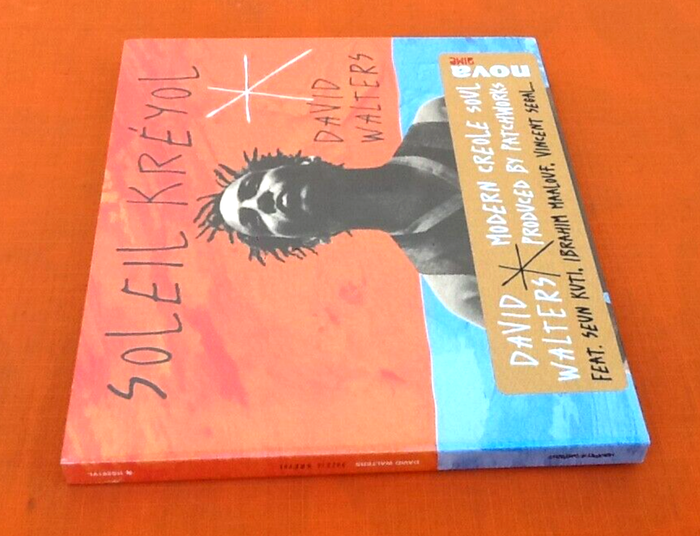 SOLEIL KRÉYOL
DAVID
WALTERS
nova
AIME
DAVID
WALTERS
MODERN CREOLE SOUL
PRODUCED BY PATCHWORKS
FEAT. SEUN KUTI, IBRAHIM MAALOUF, VINCENT SEGAL...
DAVID WALTERS SOLEIL KRÉYOL